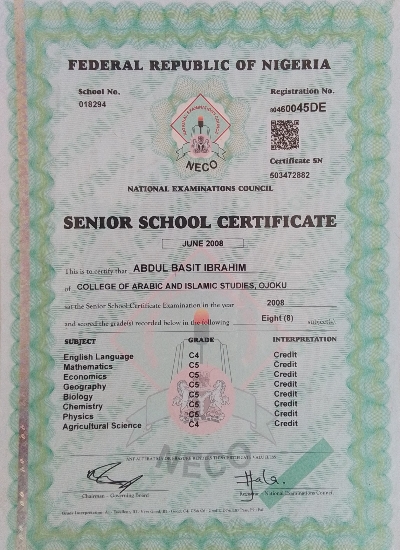 FEDERAL REPUBLIC OF NIGERIA
School No.
018294
Registration No.
60045DE
NECO
Certificate SN
503472882
NATIONAL EXAMINATIONS COUNCIL
SENIOR SCHOOL CERTIFICATE
JUNE 2008
This is to certify that ABDUL BASIT IBRAHIM
of COLLEGE OF ARABIC AND ISLAMIC STUDIES, OJOKU
sat the Senior School Certificate Examination in the year 2008
and scored the grade(s) recorded below in the following Eight (8) subject(s)
SUBJECT GRADE INTERPRETATION
English Language C4 Credit
Mathematics C5 Credit
Economics C5 Credit
Geography C5 Credit
Biology C5 Credit
Chemistry C5 Credit
Physics C5 Credit
Agricultural Science C4 Credit
NECO
Chairman - Governing Board
Registrar - National Examinations Council